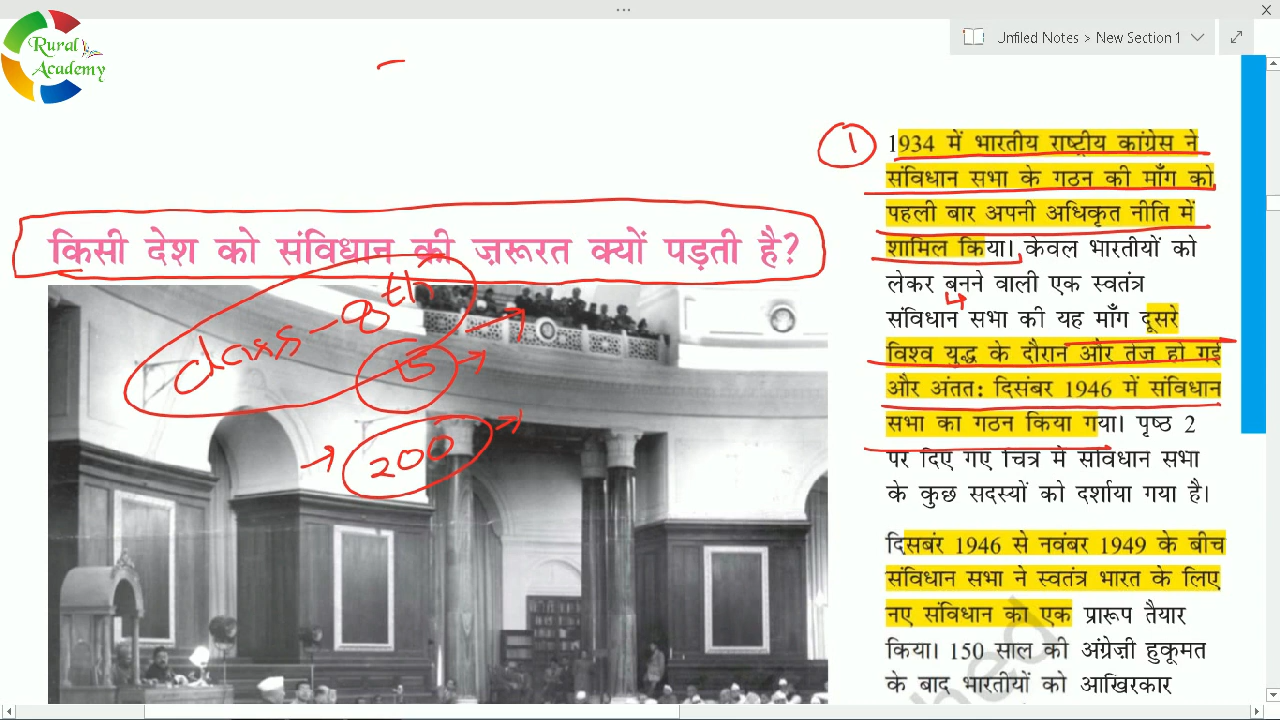 Rural
Academy
Unfiled Notes > New Section 1
किसी देश को संविधान की ज़रूरत क्यों पड़ती है?
class - 8th
15
200
1
1934 में भारतीय राष्ट्रीय कांग्रेस ने
संविधान सभा के गठन की माँग को
पहली बार अपनी अधिकृत नीति में
शामिल किया। केवल भारतीयों को
लेकर बनने वाली एक स्वतंत्र
संविधान सभा की यह माँग दूसरे
विश्व युद्ध के दौरान और तेज हो गई
और अंतत: दिसंबर 1946 में संविधान
सभा का गठन किया गया। पृष्ठ 2
पर दिए गए चित्र में संविधान सभा
के कुछ सदस्यों को दर्शाया गया है।
दिसबंर 1946 से नवंबर 1949 के बीच
संविधान सभा ने स्वतंत्र भारत के लिए
नए संविधान का एक प्रारूप तैयार
किया। 150 साल की अंग्रेज़ी हुकूमत
के बाद भारतीयों को आखिरकार